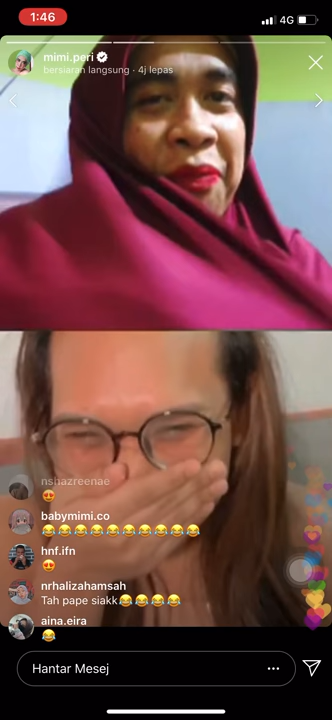 1:46
4G
mimi.peri
bersiaran langsung · 4j lepas
nshazreenae
😍
babymimi.co
😂😂😂😂😂😂😂😂😂😂
hnf.ifn
😍
nrhalizahamsah
Tah pape siakk😂😂😂😂
aina.eira
😂
Hantar Mesej